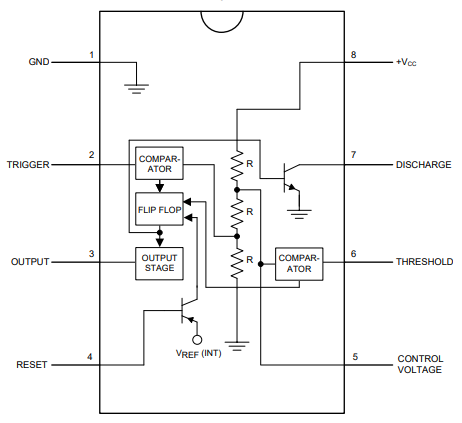 1
8
GND
+VCC
R
2
7
TRIGGER
COMPAR-
ATOR
DISCHARGE
R
FLIP FLOP
3
6
OUTPUT
OUTPUT
STAGE
R
COMPAR-
ATOR
THRESHOLD
VREF (INT)
4
5
RESET
CONTROL
VOLTAGE